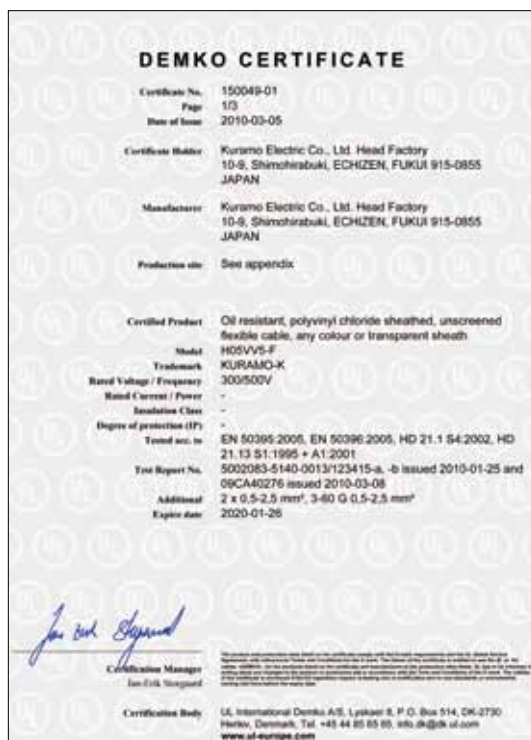 DEMKO CERTIFICATE
Certificate No. 150049-01
Page 1/3
Date of Issue 2010-03-05
Certificate Holder Kuramo Electric Co., Ltd. Head Factory
10-9, Shimohirabuki, ECHIZEN, FUKUI 915-0855
JAPAN
Manufacturer Kuramo Electric Co., Ltd. Head Factory
10-9, Shimohirabuki, ECHIZEN, FUKUI 915-0855
JAPAN
Production site See appendix
Certified Product Oil resistant, polyvinyl chloride sheathed, unscreened
flexible cable, any colour or transparent sheath
Model H05VV5-F
Trademark KURAMO-K
Rated Voltage / Frequency 300/500V
Rated Current / Power -
Insulation Class -
Degree of protection (IP) -
Tested acc. to EN 50395:2005, EN 50396:2005, HD 21.1 S4:2002, HD
21.13 S1:1995 + A1:2001
Test Report No. 5002083-5140-0013/123415-a, -b issued 2010-01-25 and
09CA40276 issued 2010-03-08
Additional 2 x 0,5-2,5 mm², 3-60 G 0,5-2,5 mm²
Expire date 2020-01-26
Certification Manager
Jan-Erik Storgaard
Certification Body UL International Demko A/S, Lyskaer 8, P.O. Box 514, DK-2730
Herlev, Denmark, Tel. +45 44 85 65 65, info.dk@dk.ul.com
www.ul-europe.com